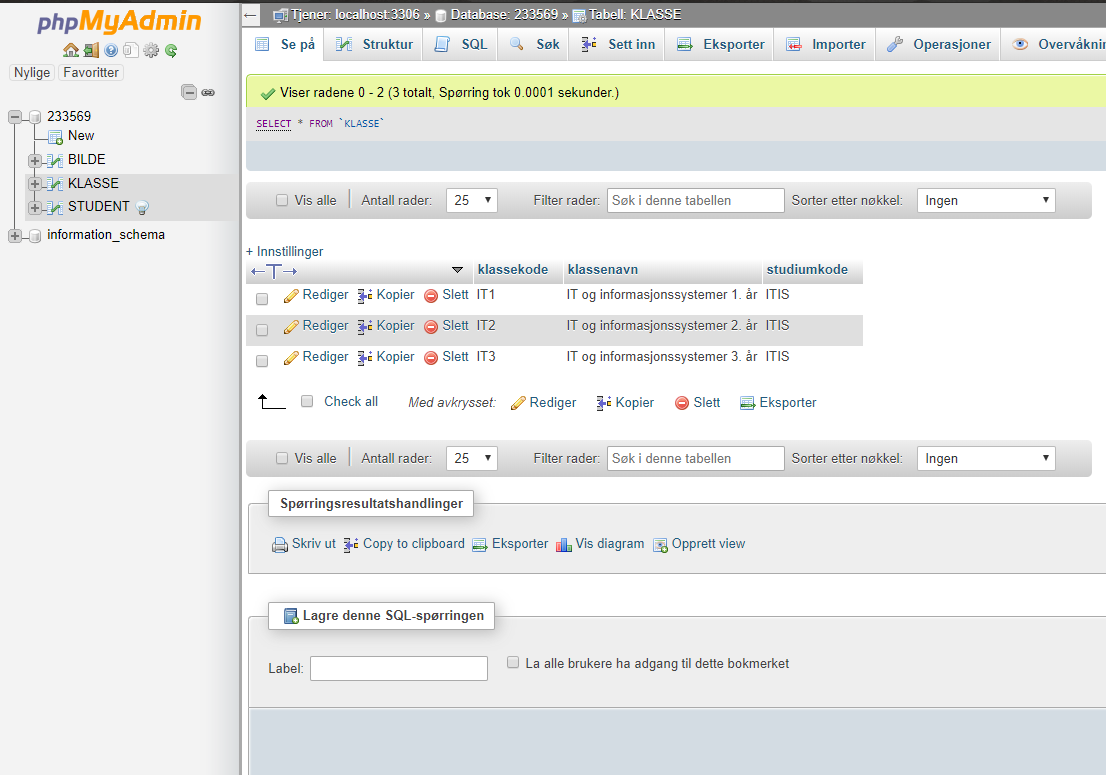 phpMyAdmin
Nylige Favoritter
233569
New
BILDE
KLASSE
STUDENT
information_schema
Tjener: localhost:3306 » Database: 233569 » Tabell: KLASSE
Se på Struktur SQL Søk Sett inn Eksporter Importer Operasjoner
Viser radene 0 - 2 (3 totalt, Spørring tok 0.0001 sekunder.)
SELECT * FROM `KLASSE`
Vis alle Antall rader: 25 Filter rader: Søk i denne tabellen Sorter etter nøkkel: Ingen
+ Innstillinger
←T→ klassekode klassenavn studiumkode
Rediger Kopier Slett IT1 IT og informasjonssystemer 1. år ITIS
Rediger Kopier Slett IT2 IT og informasjonssystemer 2. år ITIS
Rediger Kopier Slett IT3 IT og informasjonssystemer 3. år ITIS
Check all Med avkrysset: Rediger Kopier Slett Eksporter
Vis alle Antall rader: 25 Filter rader: Søk i denne tabellen Sorter etter nøkkel: Ingen
Spørringsresultatshandlinger
Skriv ut Copy to clipboard Eksporter Vis diagram Opprett view
Lagre denne SQL-spørringen
Label: La alle brukere ha adgang til dette bokmerket